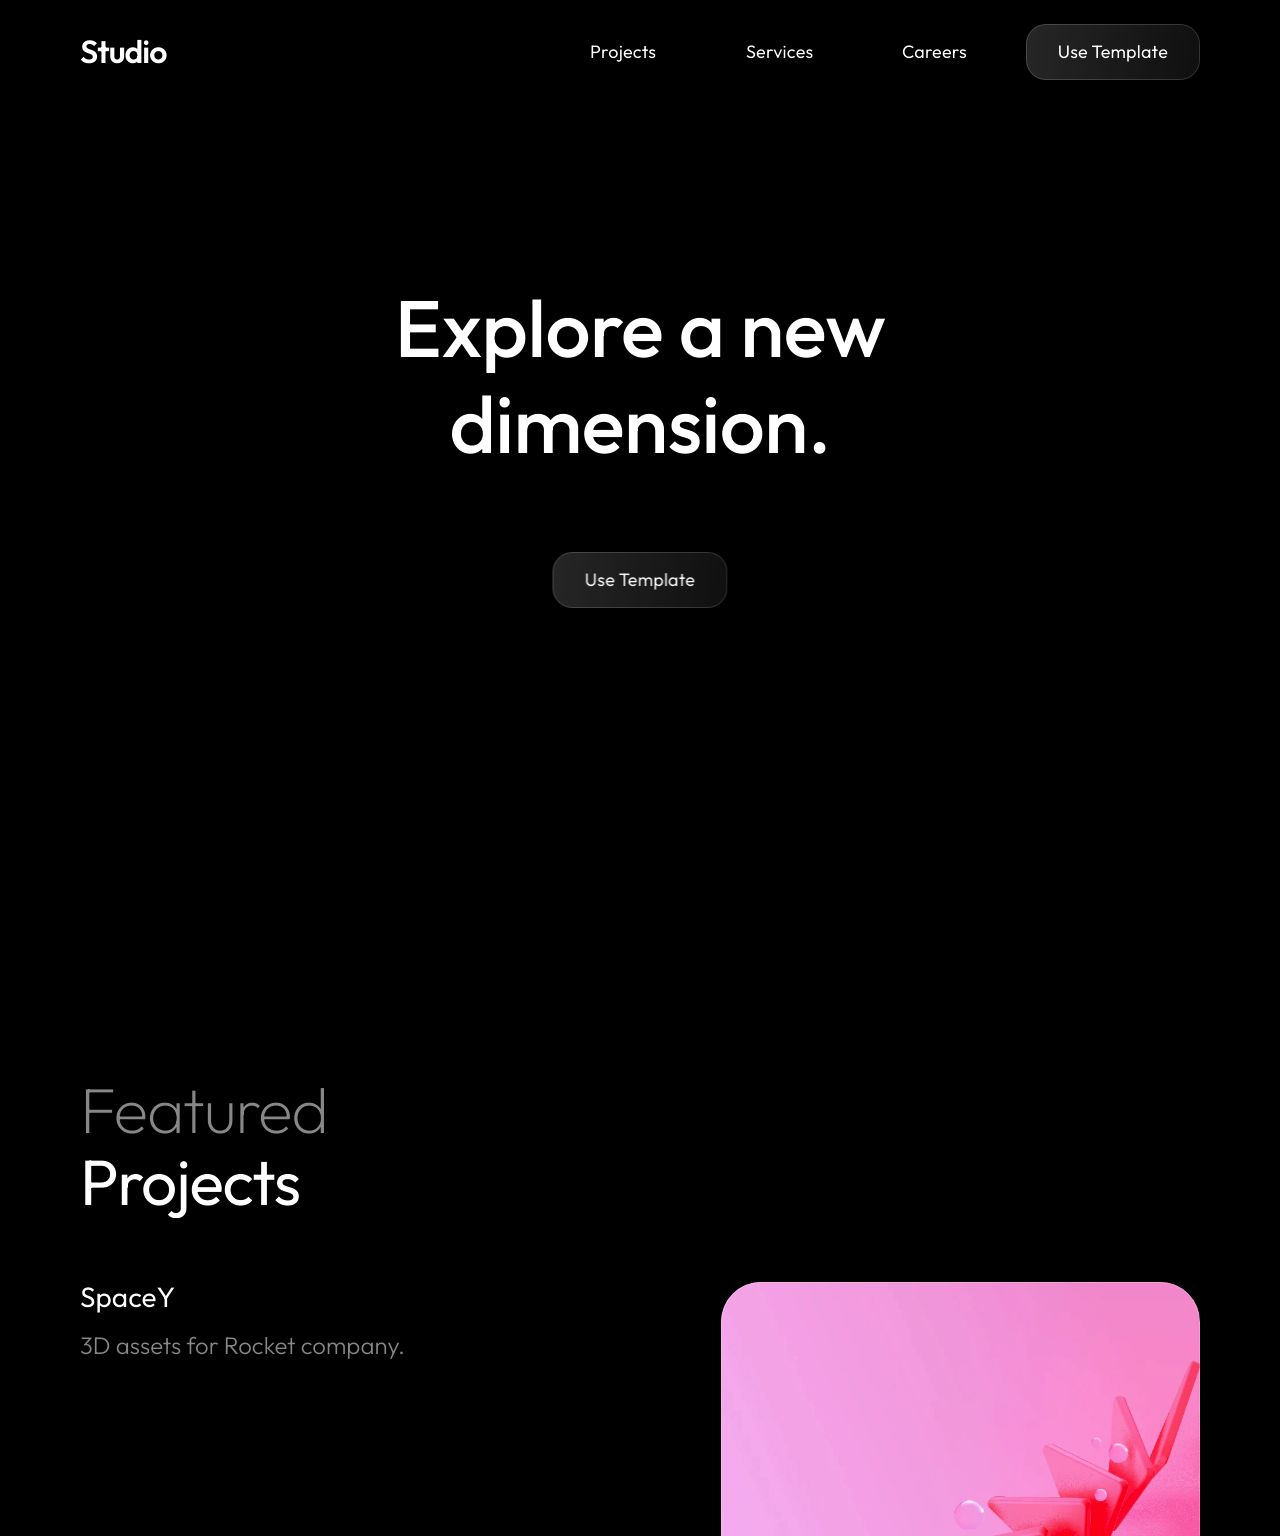 Studio
Projects
Services
Careers
Use Template
Explore a new
dimension.
Use Template
Featured
Projects
SpaceY
3D assets for Rocket company.